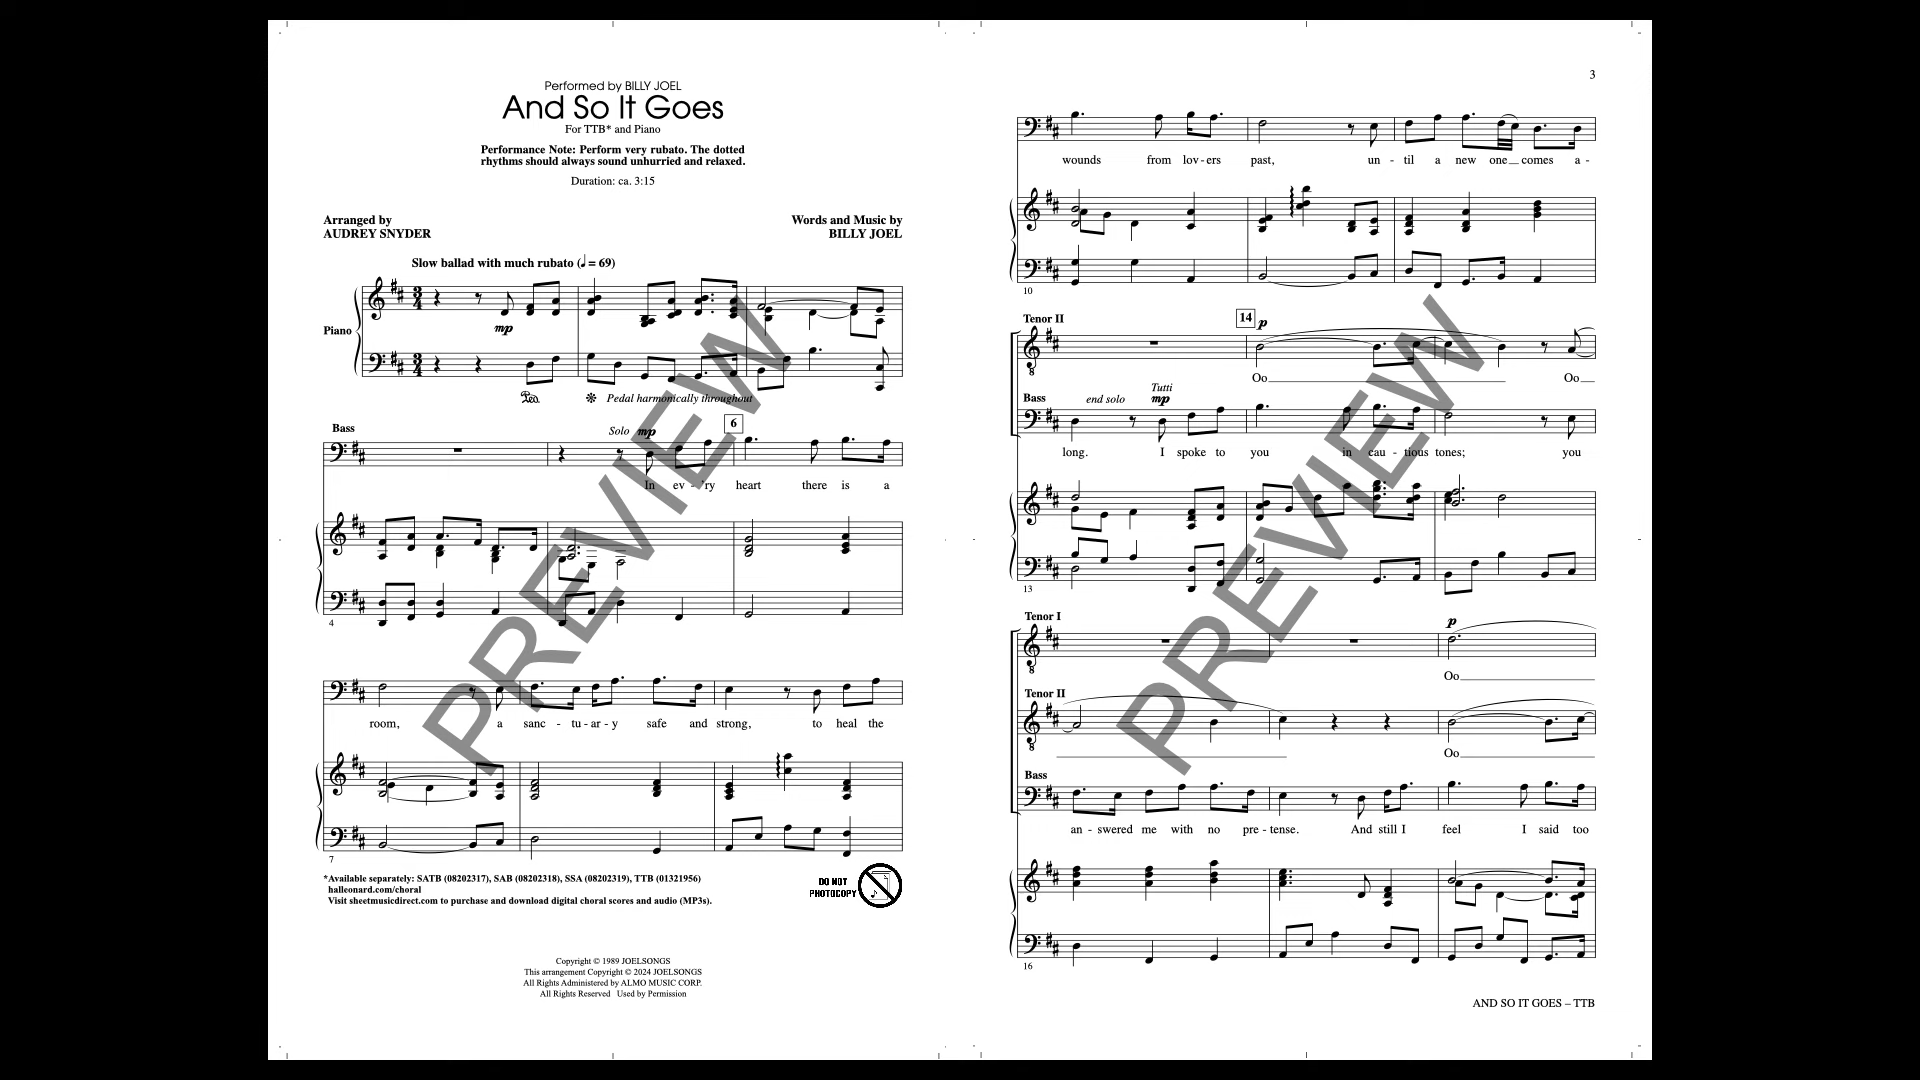 Performed by BILLY JOEL
And So It Goes
For TTB* and Piano
Performance Note: Perform very rubato. The dotted
rhythms should always sound unhurried and relaxed.
Duration: ca. 3:15
Arranged by
AUDREY SNYDER
Words and Music by
BILLY JOEL
Slow ballad with much rubato (♩ = 69)
3
4
Piano
mp
3
4
Ped.
Pedal harmonically throughout
Bass
Solo mp
6
In ev - 'ry heart there is a
4
room, a sanc - tu - ar - y safe and strong, to heal the
7
*Available separately: SATB (08202317), SAB (08202318), SSA (08202319), TTB (01321956)
halleonard.com/choral
Visit sheetmusicdirect.com to purchase and download digital choral scores and audio (MP3s).
DO NOT
PHOTOCOPY
Copyright © 1989 JOELSONGS
This arrangement Copyright © 2024 JOELSONGS
All Rights Administered by ALMO MUSIC CORP.
All Rights Reserved Used by Permission
PREVIEW
3
wounds from lov - ers past, un - til a new one comes a -
10
Tenor II
14
p
8
Oo Oo
Bass
end solo
Tutti
mp
long. I spoke to you in cau - tious tones; you
13
Tenor I
p
8
Oo
Tenor II
8
Oo
Bass
an - swered me with no pre - tense. And still I feel I said too
16
AND SO IT GOES – TTB
PREVIEW